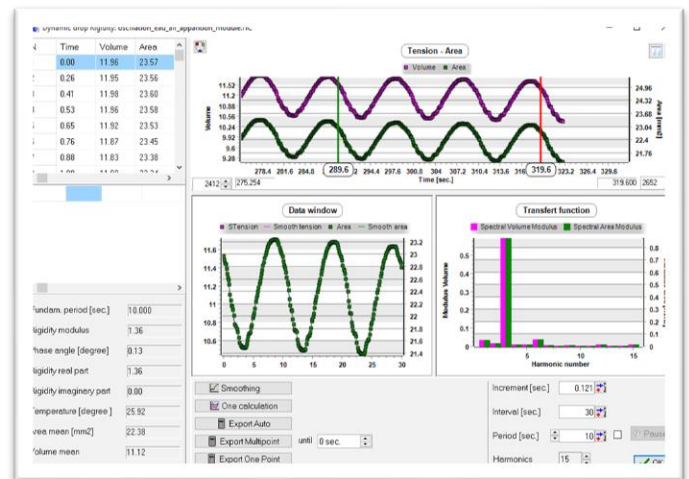 Dynamic drop Rigidity: oscillation_eau_air_
Time Volume Area
0.00 11.96 23.57
0.26 11.95 23.56
0.41 11.98 23.60
0.53 11.96 23.58
0.65 11.92 23.53
0.76 11.87 23.45
0.88 11.83 23.38
Fundam. period [sec.] 10.000
Rigidity modulus 1.36
Phase angle [degree] 0.13
Rigidity real part 1.36
Rigidity imaginary part 0.00
Temperature [degree ] 25.92
Area mean [mm2] 22.38
Volume mean 11.12
Tension - Area
Volume Area
11.52
11.2
10.88
10.56
10.24
9.92
9.6
9.28
Volume
24.96
24.32
23.68
23.04
22.4
21.76
Area [mm2]
278.4 281.6 284.8 289.6 294.4 297.6 300.8 304 307.2 310.4 313.6 319.6 323.2 326.4 329.6
Time [sec.]
2412 275.254 319.600 2652
Data window
STension Smooth tension Area Smooth area
11.6
11.4
11.2
11
10.8
10.6
23.2
23
22.8
22.6
22.4
22.2
22
21.8
21.6
21.4
0 5 10 15 20 25 30
Transfert function
Spectral Volume Modulus Spectral Area Modulus
0.5
0.4
0.3
0.2
0.1
0
Modulus Volume
0.8
0.7
0.6
0.5
0.4
0.3
0.2
0.1
0
5 10 15
Harmonic number
Smoothing
One calculation
Export Auto
Export Multipoint until 0 sec.
Export One Point
Increment [sec.] 0.121
Interval [sec.] 30
Period [sec.] 10 Pause
Harmonics 15 OK